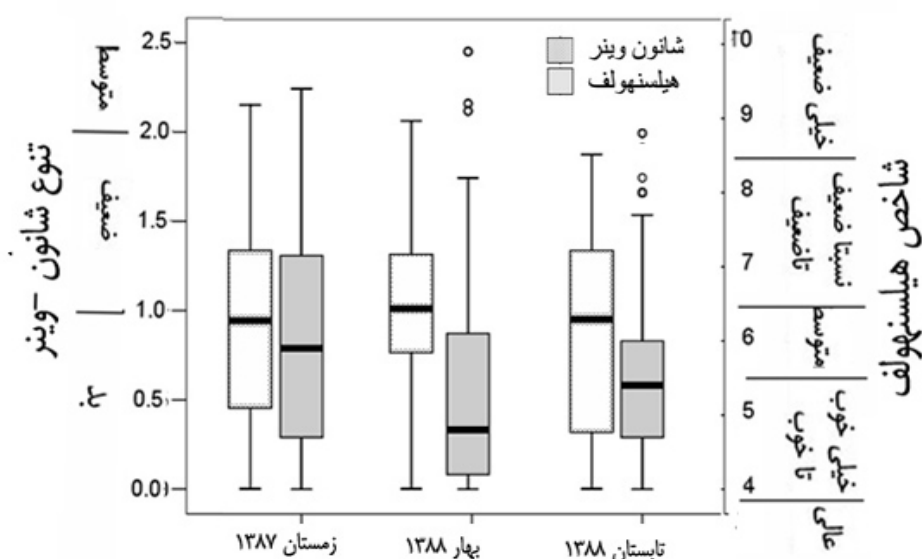 شانون وینر
هیلسنهولف
شاخص هیلسنهولف
10
9
8
7
6
5
4
خیلی ضعیف
نسبتا ضعیف
تاضعیف
متوسط
خیلی خوب
تا خوب
عالی
تنوع شانون -وینر
متوسط
ضعیف
بد
2.5
2.0
1.5
1.0
0.5
0.0
زمستان ۱۳۸۷
بهار ۱۳۸۸
تابستان ۱۳۸۸